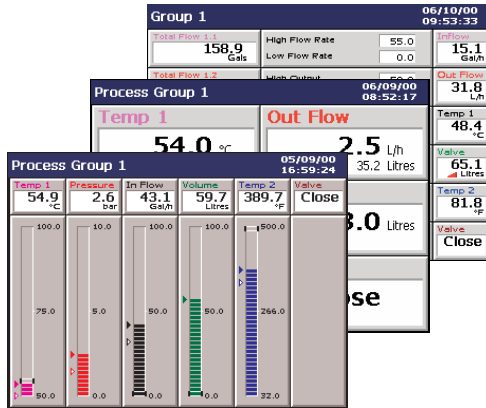 Group 1
06/10/00
09:53:33
Total Flow 1.1
158.9
Gals
High Flow Rate 55.0
Low Flow Rate 0.0
Inflow
15.1
Gal/h
Total Flow 1.2
Out Flow
31.8
L/h
Temp 1
48.4
°C
Valve
65.1
Litres
Temp 2
81.8
°F
Valve
Close
Process Group 1
06/09/00
08:52:17
Temp 1
54.0 °C
Out Flow
2.5 L/h
35.2 Litres
3.0 Litres
Process Group 1
05/09/00
16:59:24
Temp 1
54.9
°C
Pressure
2.6
bar
In Flow
43.1
Gal/h
Volume
59.7
Litres
Temp 2
389.7
°F
Valve
Close
100.0 10.0 100.0 100.0 500.0
75.0 5.0 50.0 50.0 266.0
50.0 0.0 0.0 0.0 32.0